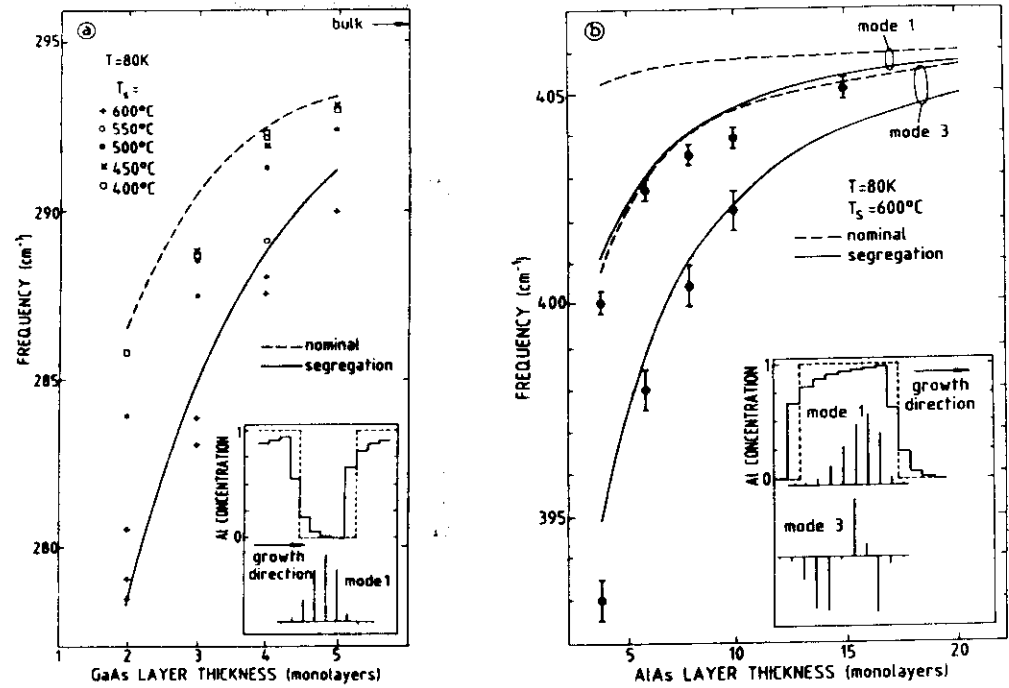 295
290
285
280
FREQUENCY (cm⁻¹)
a
bulk
T=80K
Ts =
+ 600°C
○ 550°C
• 500°C
× 450°C
□ 400°C
nominal
segregation
1
0
Al CONCENTRATION
growth
direction
mode1
1 2 3 4 5
GaAs LAYER THICKNESS (monolayers)
405
400
395
FREQUENCY (cm⁻¹)
b
mode 1
mode 3
T=80K
Ts =600°C
nominal
segregation
1
0
Al CONCENTRATION
growth
direction
mode 1
mode 3
5 10 15 20
AlAs LAYER THICKNESS (monolayers)